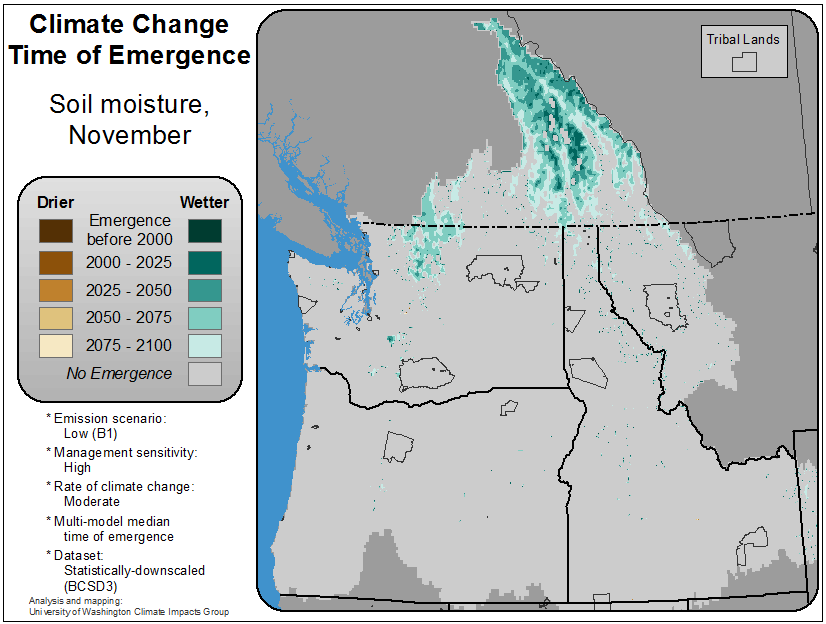 Climate Change
Time of Emergence
Soil moisture,
November
Tribal Lands
Drier
Wetter
Emergence
before 2000
2000 - 2025
2025 - 2050
2050 - 2075
2075 - 2100
No Emergence
* Emission scenario:
Low (B1)
* Management sensitivity:
High
* Rate of climate change:
Moderate
* Multi-model median
time of emergence
* Dataset:
Statistically-downscaled
(BCSD3)
Analysis and mapping:
University of Washington Climate Impacts Group